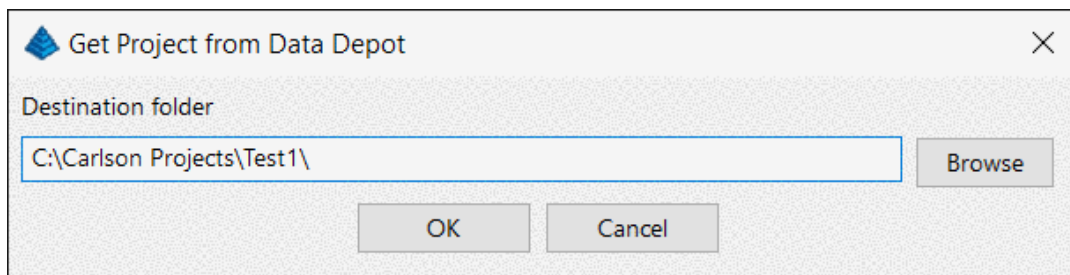 Get Project from Data Depot
Destination folder
C:\Carlson Projects\Test1\
Browse
OK
Cancel